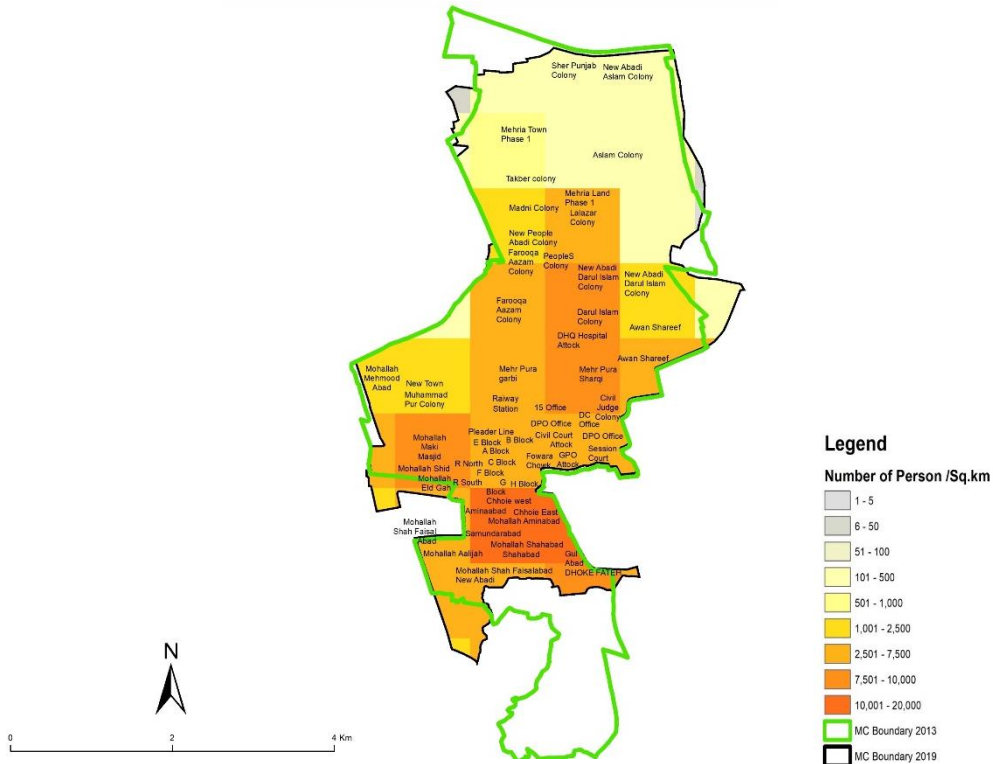 Sher Punjab
Colony
New Abadi
Aslam Colony
Mehria Town
Phase 1
Aslam Colony
Takber colony
Mehria Land
Phase 1
Madni Colony
Lalazar
Colony
New People
Abadi Colony
Farooqa
Aazam
Colony
PeopleS
Colony
New Abadi
Darul Islam
Colony
New Abadi
Darul Islam
Colony
Farooqa
Aazam
Colony
Darul Islam
Colony
Awan Shareef
DHQ Hospital
Attock
Awan Shareef
Mohallah
Mehmood
Abad
New Town
Muhammad
Pur Colony
Mehr Pura
garbi
Mehr Pura
Sharqi
Raiway
Station
15 Office
Civil
Judge
Colony
DC
Office
DPO Office
Pleader Line
E Block
B Block
A Block
Civil Court
Attock
DPO Office
Session
Court
Mohallah
Maki
Masjid
Mohallah Shid
R North
C Block
F Block
Fowara
Chowk
GPO
Attock
Mohallah
Eid Gah
R South
G
Block
H Block
Chhoie west
Aminaabad
Chhoie East
Mohallah Aminabad
Mohallah
Shah Faisal
Abad
Samundarabad
Mohallah Shahabad
Shahabad
Mohallah Aalijah
Gul
Abad
Mohallah Shah Faisalabad
New Abadi
DHOKE FATEH
N
0 2 4 Km
Legend
Number of Person /Sq.km
1 - 5
6 - 50
51 - 100
101 - 500
501 - 1,000
1,001 - 2,500
2,501 - 7,500
7,501 - 10,000
10,001 - 20,000
MC Boundary 2013
MC Boundary 2019